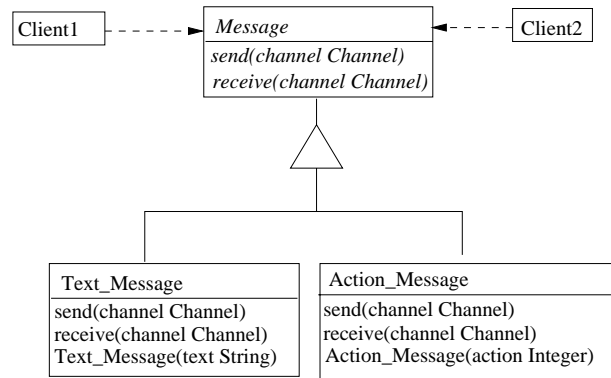 Client1
Message
send(channel Channel)
receive(channel Channel)
Client2
Text_Message
send(channel Channel)
receive(channel Channel)
Text_Message(text String)
Action_Message
send(channel Channel)
receive(channel Channel)
Action_Message(action Integer)